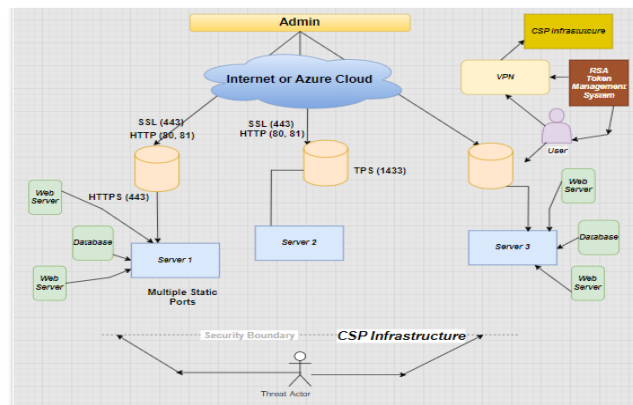 Admin
CSP Infrastructure
Internet or Azure Cloud
VPN
RSA
Token
Management
System
SSL (443)
HTTP (80, 81)
SSL (443)
HTTP (80, 81)
User
TPS (1433)
HTTPS (443)
Web
Server
Web
Server
Database
Server 1
Server 2
Server 3
Database
Web
Server
Web
Server
Multiple Static
Ports
Security Boundary
CSP Infrastructure
Threat Actor